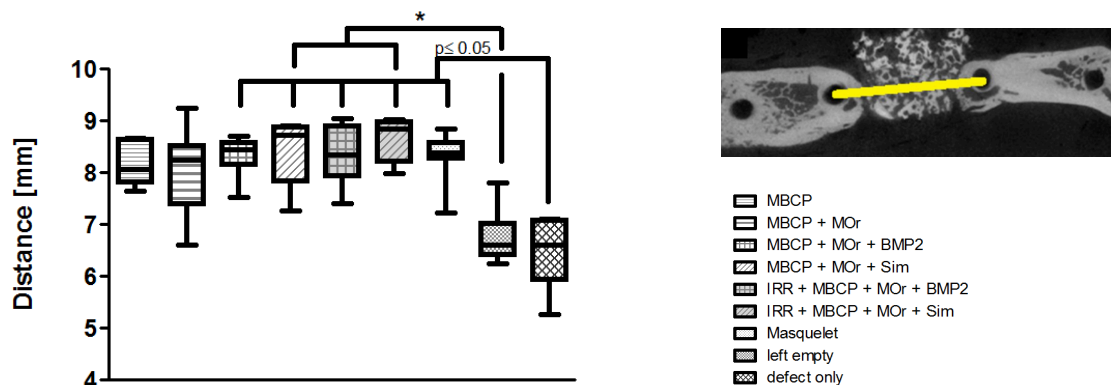 *
p≤ 0.05
10
9
8
7
6
5
4
Distance [mm]
MBCP
MBCP + MOr
MBCP + MOr + BMP2
MBCP + MOr + Sim
IRR + MBCP + MOr + BMP2
IRR + MBCP + MOr + Sim
Masquelet
left empty
defect only